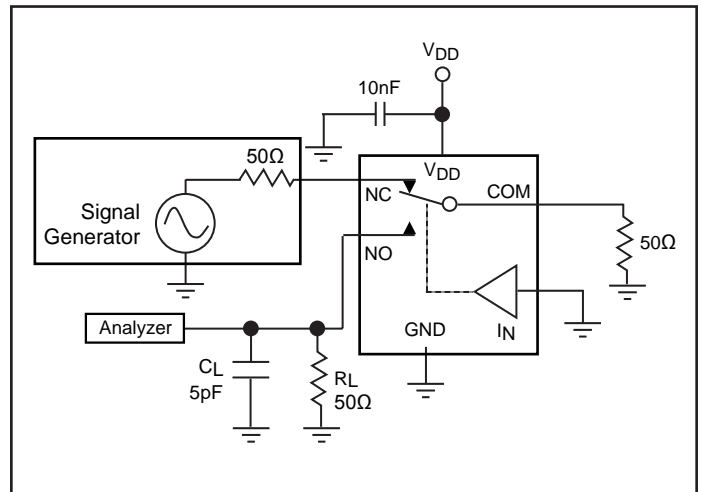 VDD
10nF
50Ω
VDD
NC
COM
Signal
Generator
NO
50Ω
Analyzer
GND
IN
CL
5pF
RL
50Ω